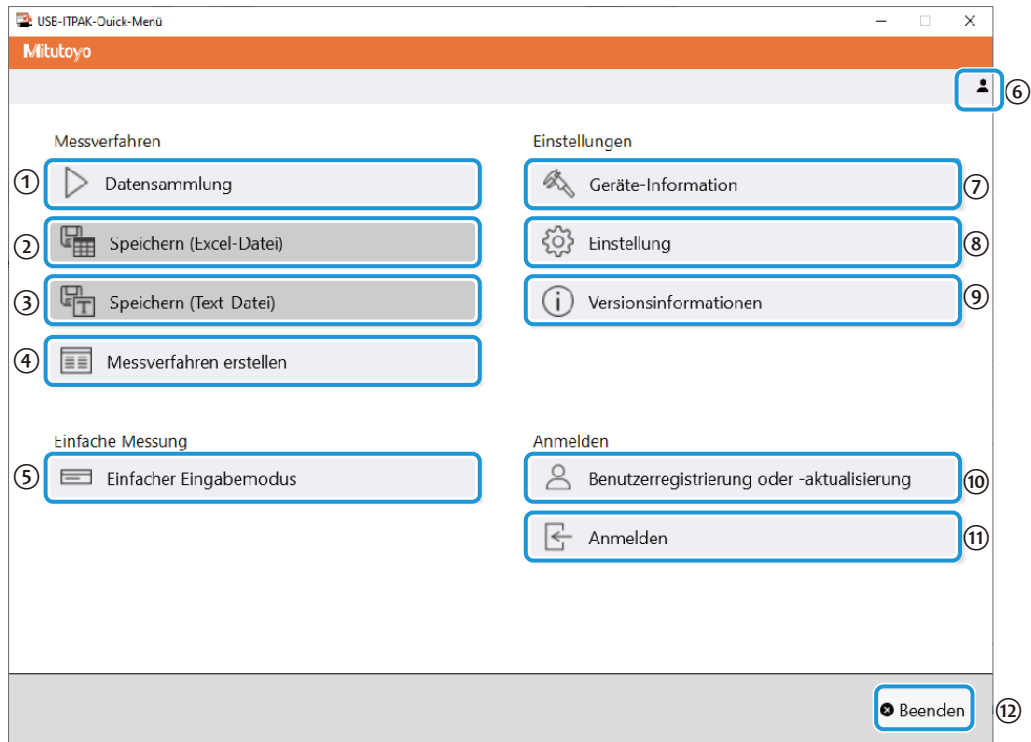 USB-ITPAK-Quick-Menü
Mitutoyo
⑥
Messverfahren
① Datensammlung
② Speichern (Excel-Datei)
③ Speichern (Text Datei)
④ Messverfahren erstellen
Einfache Messung
⑤ Einfacher Eingabemodus
Einstellungen
Geräte-Information ⑦
Einstellung ⑧
Versionsinformationen ⑨
Anmelden
Benutzerregistrierung oder -aktualisierung ⑩
Anmelden ⑪
Beenden ⑫